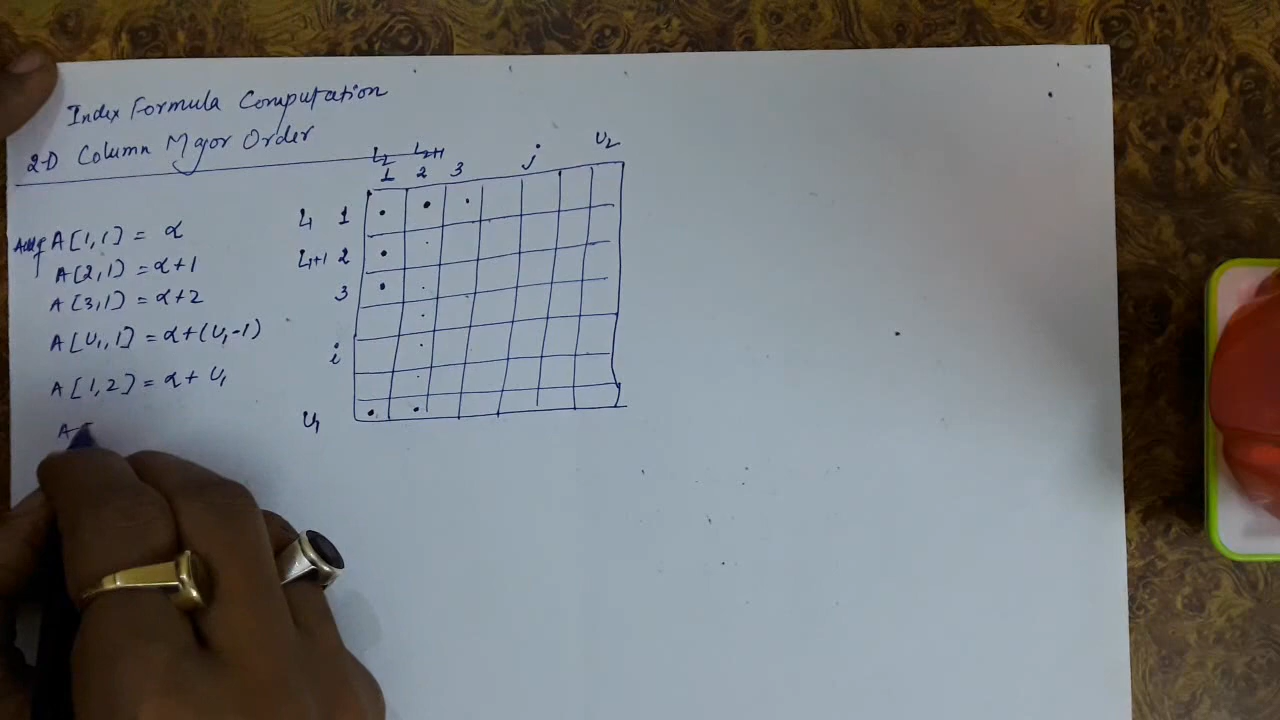 Index Formula Computation
2-D Column Major Order
A[1,1] = α
A[2,1] = α+1
A[3,1] = α+2
A[U₁,1] = α+(U₁-1)
A[1,2] = α+U₁
A[
L₂ L₂+1 j U₂
1 2 3
L₁ 1
L₁+1 2
3
i
U₁